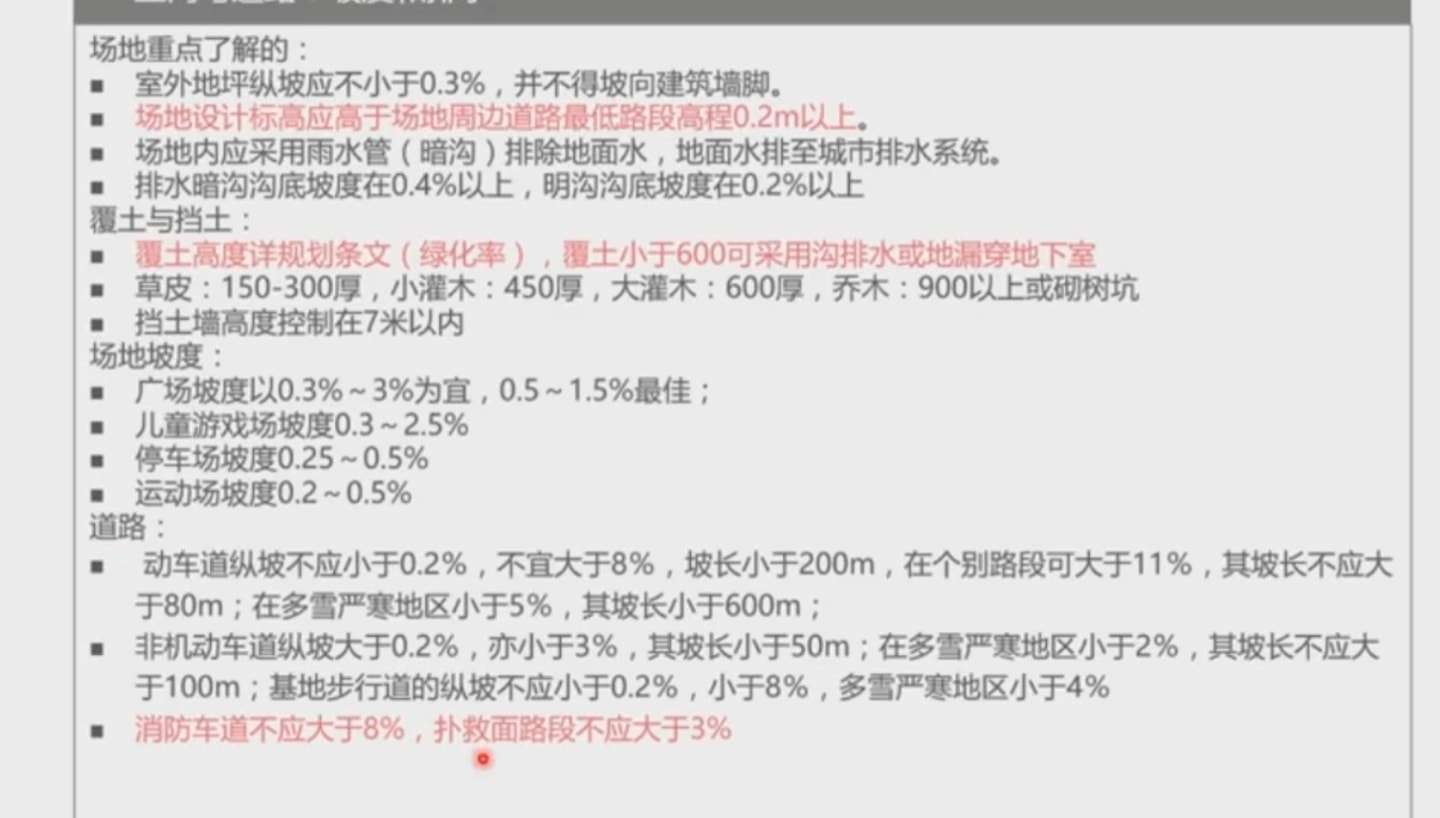 场地重点了解的：
■ 室外地坪纵坡应不小于0.3%，并不得坡向建筑墙脚。
■ 场地设计标高应高于场地周边道路最低路段高程0.2m以上。
■ 场地内应采用雨水管（暗沟）排除地面水，地面水排至城市排水系统。
■ 排水暗沟沟底坡度在0.4%以上，明沟沟底坡度在0.2%以上
覆土与挡土：
■ 覆土高度详规划条文（绿化率），覆土小于600可采用沟排水或地漏穿地下室
■ 草皮：150-300厚，小灌木：450厚，大灌木：600厚，乔木：900以上或砌树坑
■ 挡土墙高度控制在7米以内
场地坡度：
■ 广场坡度以0.3%～3%为宜，0.5～1.5%最佳；
■ 儿童游戏场坡度0.3～2.5%
■ 停车场坡度0.25～0.5%
■ 运动场坡度0.2～0.5%
道路：
■ 动车道纵坡不应小于0.2%，不宜大于8%，坡长小于200m，在个别路段可大于11%，其坡长不应大
于80m；在多雪严寒地区小于5%，其坡长小于600m；
■ 非机动车道纵坡大于0.2%，亦小于3%，其坡长小于50m；在多雪严寒地区小于2%，其坡长不应大
于100m；基地步行道的纵坡不应小于0.2%，小于8%，多雪严寒地区小于4%
■ 消防车道不应大于8%，扑救面路段不应大于3%